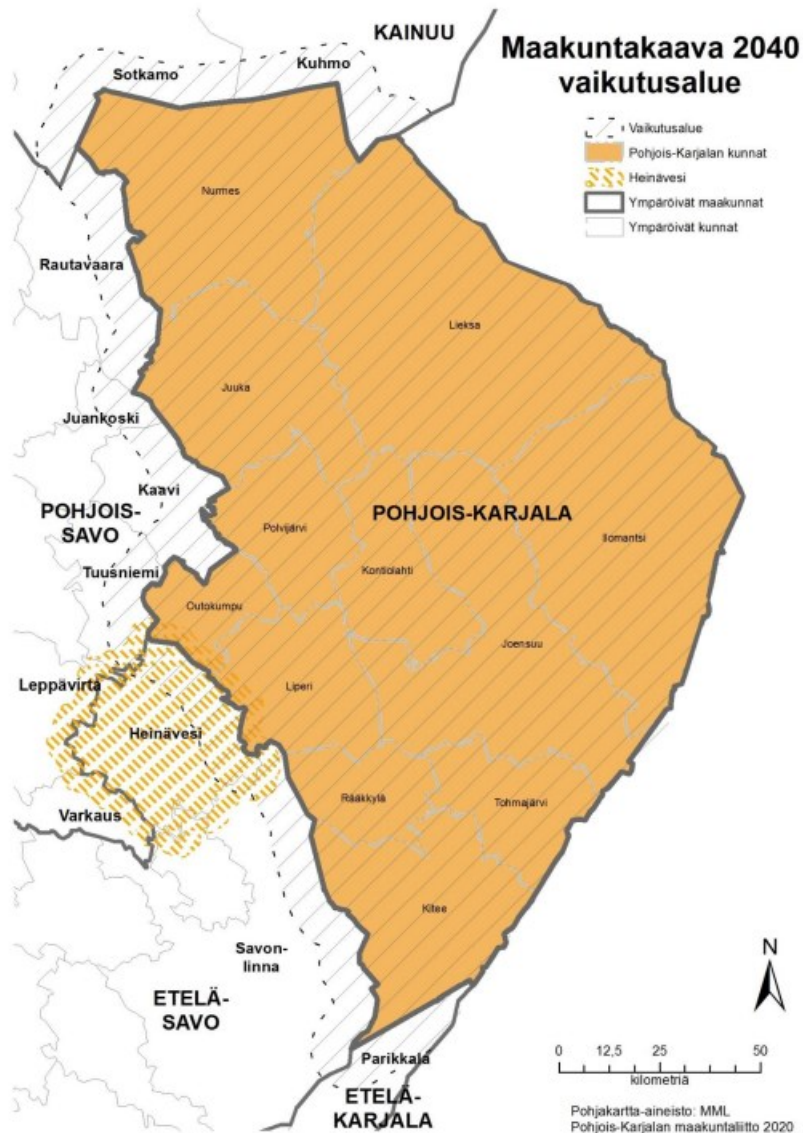 KAINUU
Maakuntakaava 2040
vaikutusalue
Kuhmo
Sotkamo
Vaikutusalue
Pohjois-Karjalan kunnat
Heinävesi
Ympäröivät maakunnat
Ympäröivät kunnat
Nurmes
Rautavaara
Lieksa
Juuka
Juankoski
Kaavi
POHJOIS-
SAVO
POHJOIS-KARJALA
Polvijärvi
Ilomantsi
Tuusniemi
Kontiolahti
Outokumpu
Joensuu
Leppävirta
Liperi
Heinävesi
Varkaus
Rääkkylä
Tohmajärvi
Kitee
Savon-
linna
ETELÄ-
SAVO
N
Parikkala
0 12,5 25 50
kilometriä
ETELÄ-
KARJALA
Pohjakartta-aineisto: MML
Pohjois-Karjalan maakuntaliitto 2020